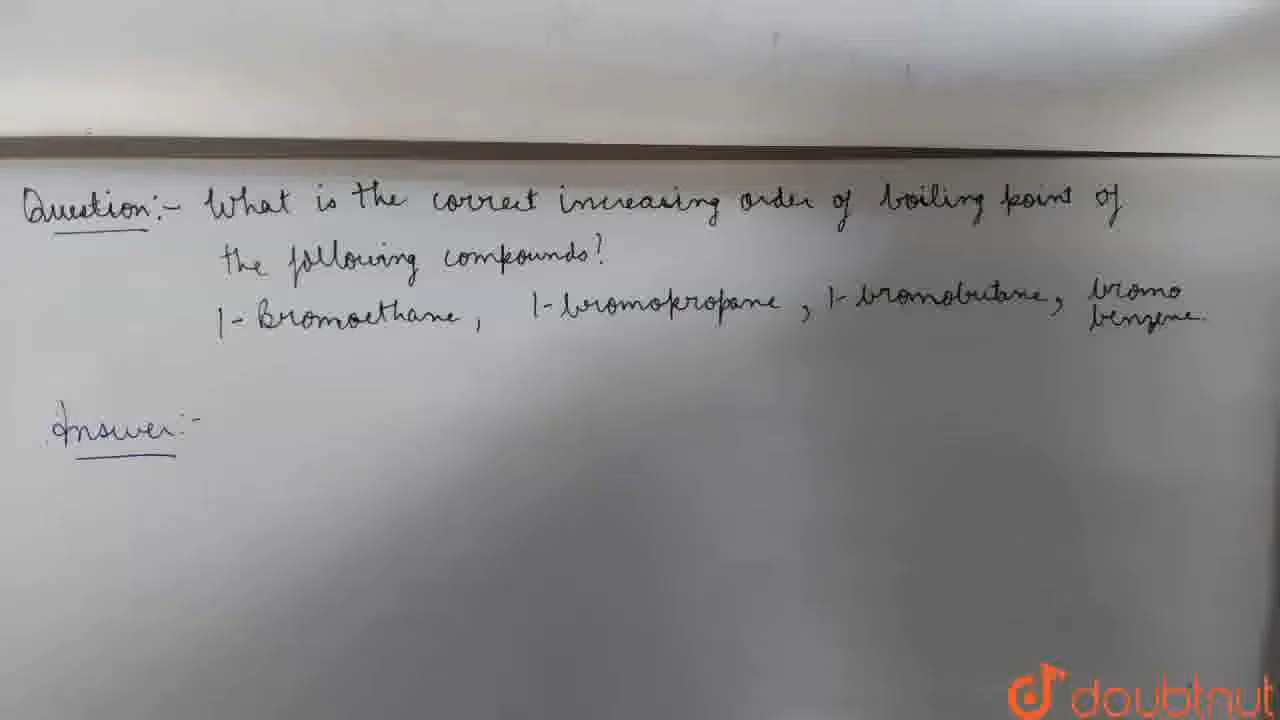 Question:- What is the correct increasing order of boiling point of
the following compounds?
1- Bromoethane, 1-bromopropane, 1- bromobutane, bromo
benzene.
Answer:-
doubtnut